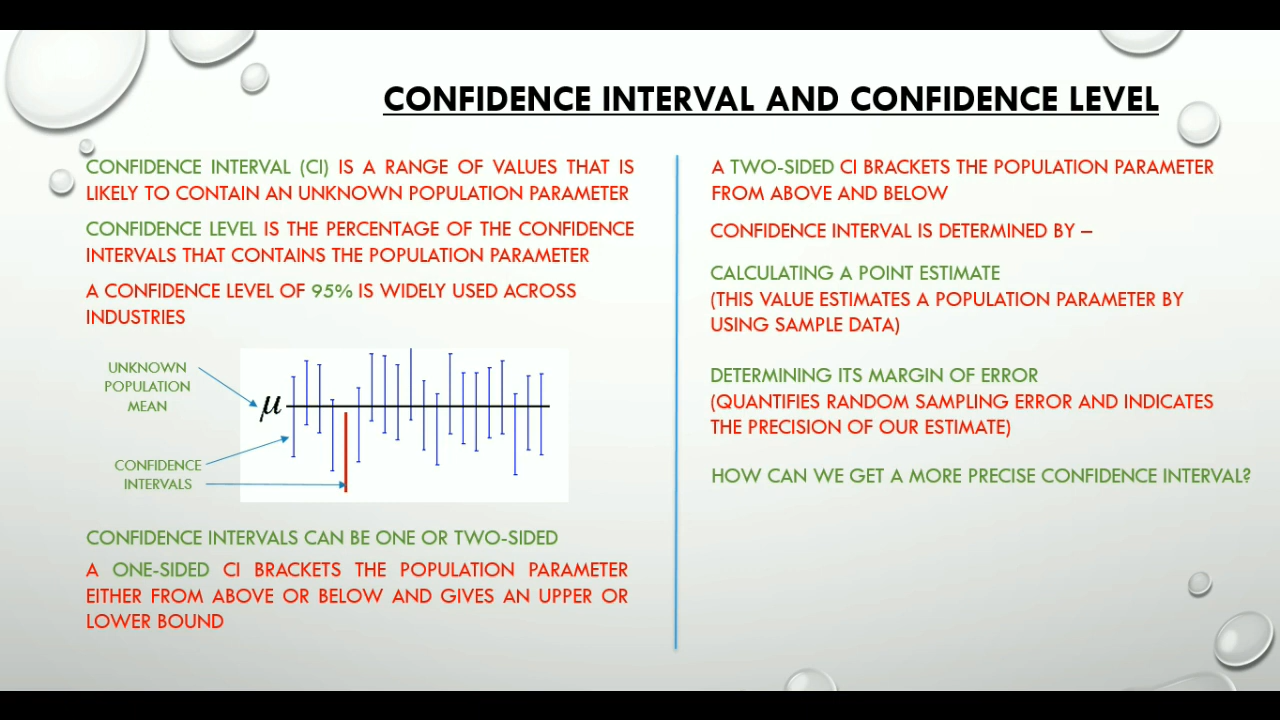 CONFIDENCE INTERVAL AND CONFIDENCE LEVEL
CONFIDENCE INTERVAL (CI) IS A RANGE OF VALUES THAT IS
LIKELY TO CONTAIN AN UNKNOWN POPULATION PARAMETER
CONFIDENCE LEVEL IS THE PERCENTAGE OF THE CONFIDENCE
INTERVALS THAT CONTAINS THE POPULATION PARAMETER
A CONFIDENCE LEVEL OF 95% IS WIDELY USED ACROSS
INDUSTRIES
UNKNOWN
POPULATION
MEAN
μ
CONFIDENCE
INTERVALS
CONFIDENCE INTERVALS CAN BE ONE OR TWO-SIDED
A ONE-SIDED CI BRACKETS THE POPULATION PARAMETER
EITHER FROM ABOVE OR BELOW AND GIVES AN UPPER OR
LOWER BOUND
A TWO-SIDED CI BRACKETS THE POPULATION PARAMETER
FROM ABOVE AND BELOW
CONFIDENCE INTERVAL IS DETERMINED BY –
CALCULATING A POINT ESTIMATE
(THIS VALUE ESTIMATES A POPULATION PARAMETER BY
USING SAMPLE DATA)
DETERMINING ITS MARGIN OF ERROR
(QUANTIFIES RANDOM SAMPLING ERROR AND INDICATES
THE PRECISION OF OUR ESTIMATE)
HOW CAN WE GET A MORE PRECISE CONFIDENCE INTERVAL?